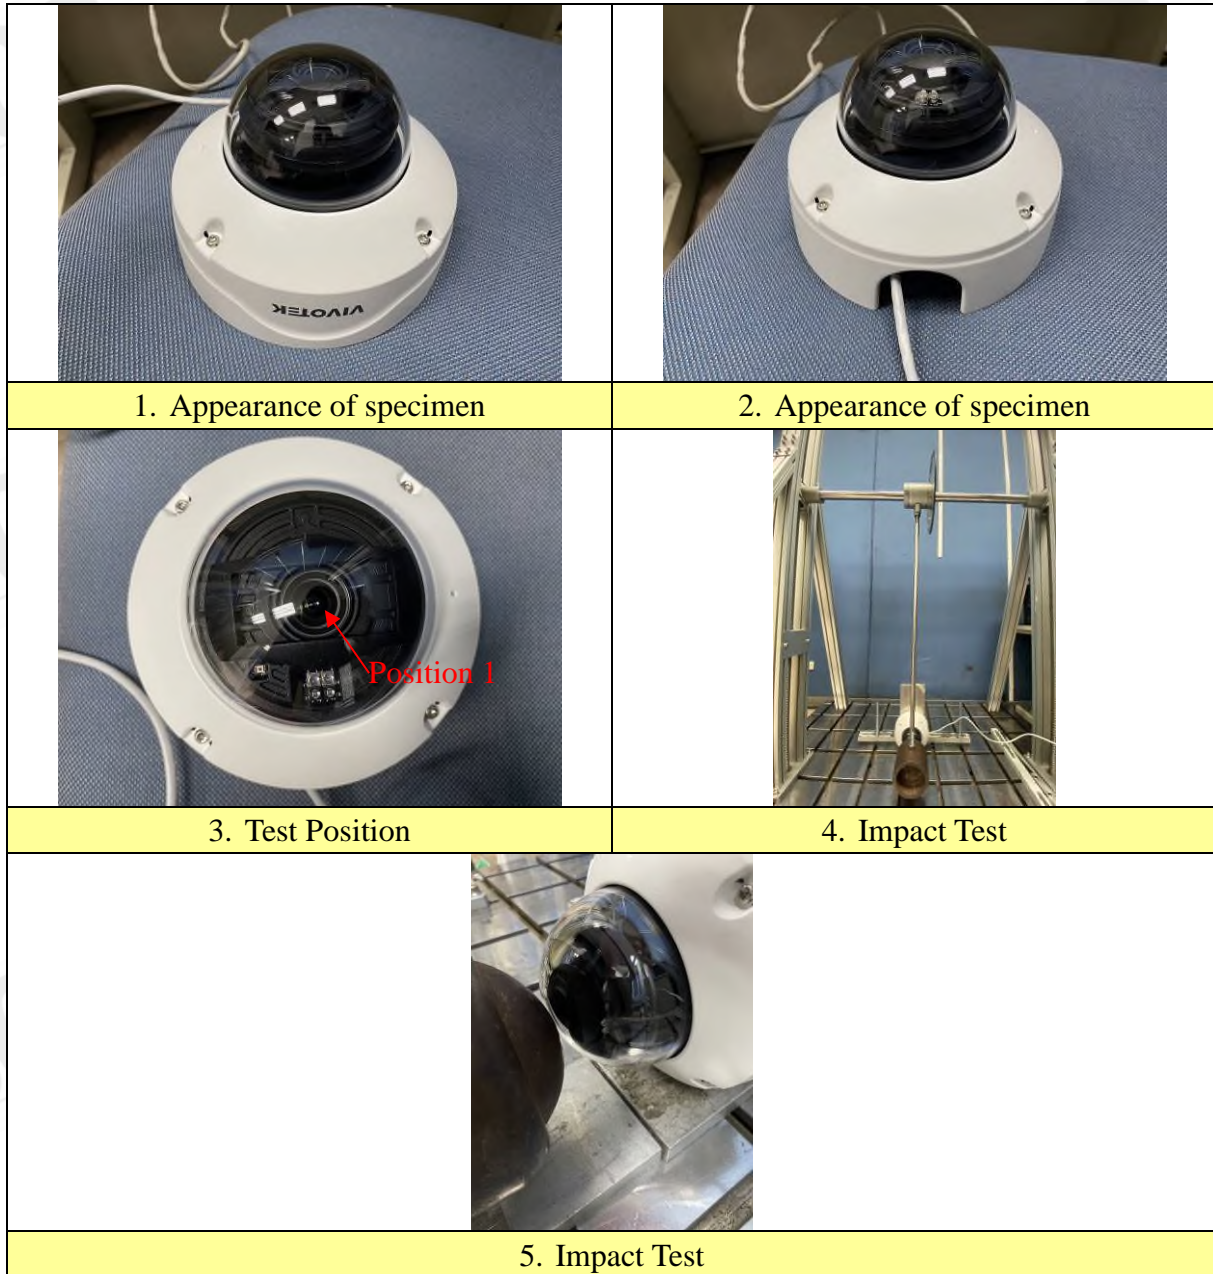 VIVOTEK
1. Appearance of specimen
2. Appearance of specimen
Position 1
3. Test Position
4. Impact Test
5. Impact Test